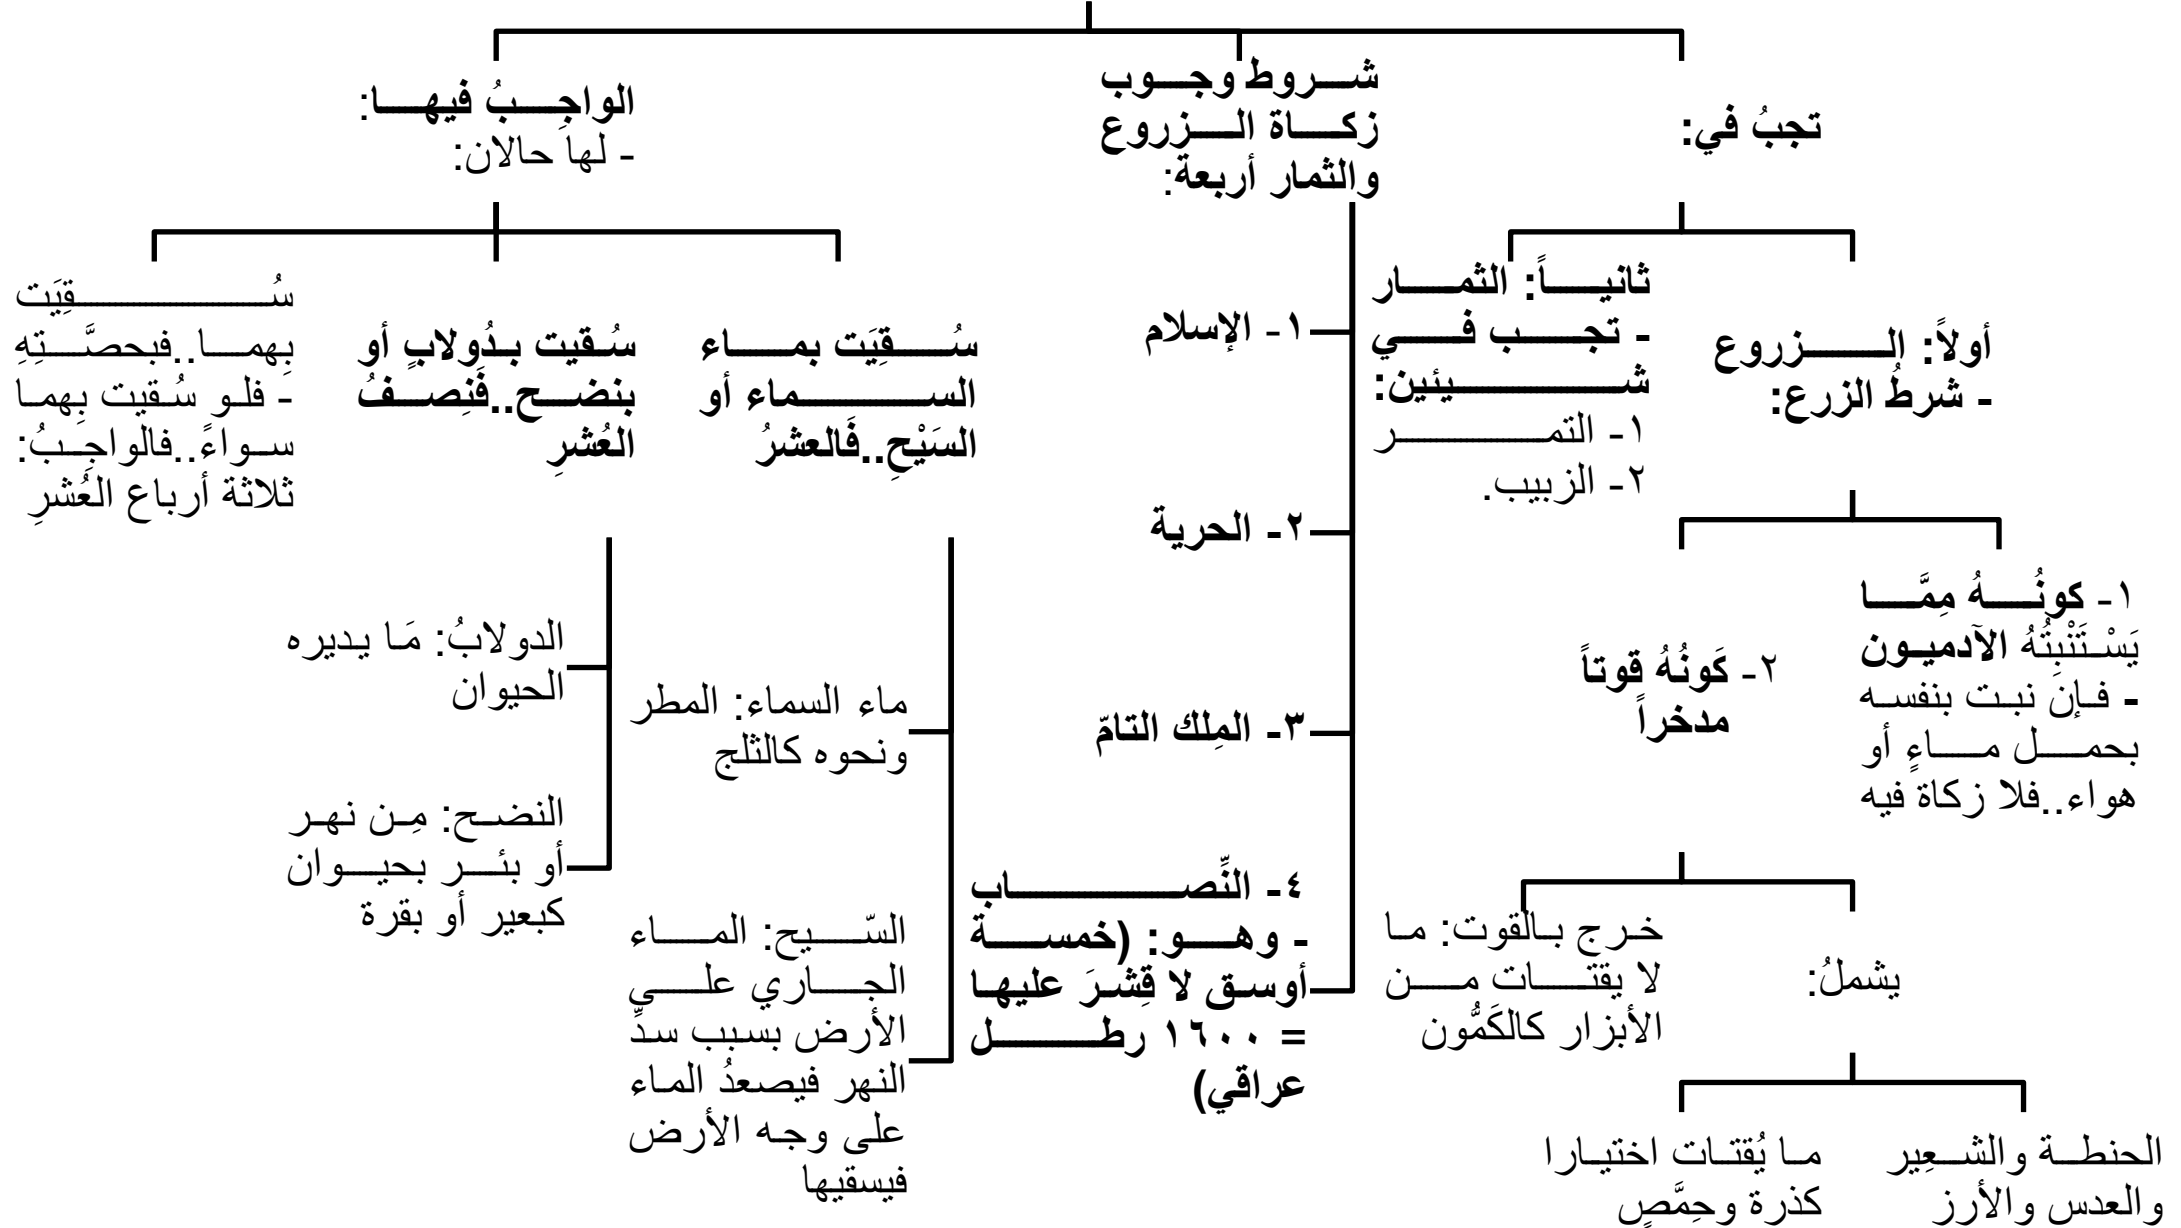 تجبُ في:
أولاً: الزروع
- شرطُ الزرع:
١- كونُهُ مِمَّا
يَسْتَنْبِتُهُ الآدميون
- فإن نبت بنفسه
بحمل ماءٍ أو
هواء..فلا زكاة فيه
٢- كَونُهُ قوتاً
مدخراً
يشملُ:
الحنطة والشعِير
والعدس والأرز
ما يُقتات اختيارا
كذرة وحِمَّصٍ
خرج بالقوت: ما
لا يقتات من
الأبزار كالكَمُّون
ثانياً: الثمار
- تجب في
شيئين:
١- التمر
٢- الزبيب.
شروط وجوب
زكاة الزروع
والثمار أربعة:
١- الإسلام
٢- الحرية
٣- المِلك التامّ
٤- النِّصاب
- وهو: (خمسة
أوسق لا قِشرَ عليها
= ١٦٠٠ رطل
عراقي)
الواجِبُ فيها:
- لها حالان:
سُقِيَت بماء
السماء أو
السَيْحِ..فَالعشرُ
ماء السماء: المطر
ونحوه كالثلج
السّيح: الماء
الجاري على
الأرض بسبب سدِّ
النهر فيصعدُ الماء
على وجه الأرض
فيسقيها
سُقيت بدُولابٍ أو
بنضح..فَنِصفُ
العُشرِ
الدولابُ: مَا يديره
الحيوان
النضح: مِن نهر
أو بئر بحيوان
كبعير أو بقرة
سُقِيَت
بِهما..فبحصَّتِهِ
- فلو سُقيت بِهما
سواءً..فالواجِبُ:
ثلاثة أرباع العُشرِ